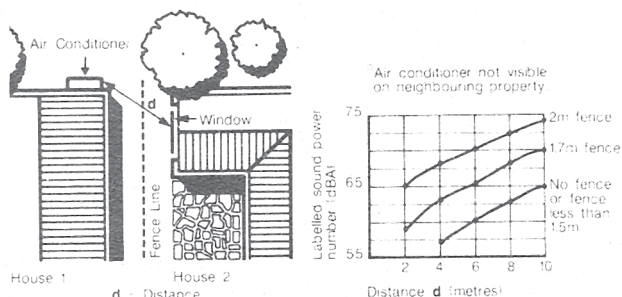 Air Conditioner
d
Window
Fence Line
House 1
House 2
d : Distance
Air conditioner not visible
on neighbouring property.
Labelled sound power
number (dBA)
75
65
55
2m fence
1.7m fence
No fence
or fence
less than
1.5m
2 4 6 8 10
Distance d (metres)